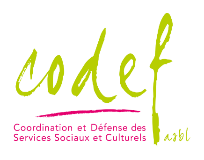 codef
Coordination et Défense des
Services Sociaux et Culturels
asbl